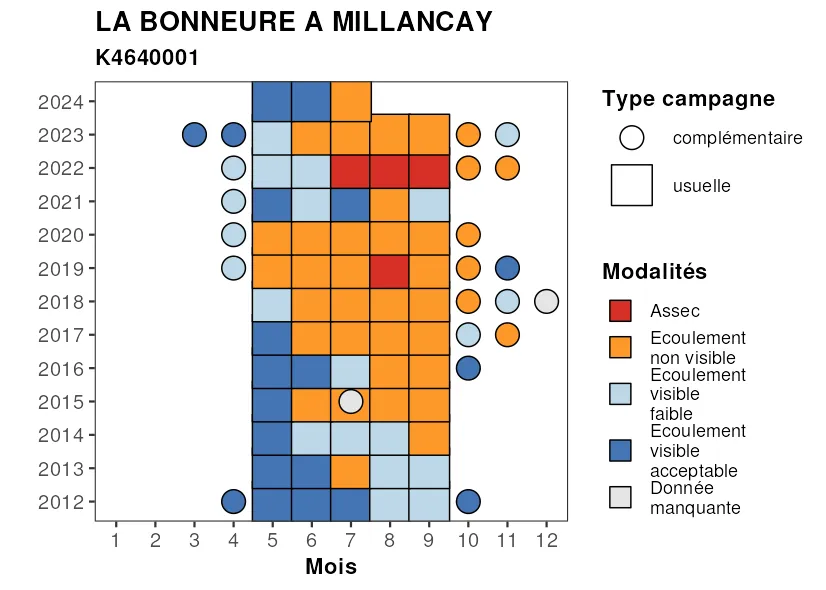 LA BONNEURE A MILLANCAY
K4640001
2024
2023
2022
2021
2020
2019
2018
2017
2016
2015
2014
2013
2012
1 2 3 4 5 6 7 8 9 10 11 12
Mois
Type campagne
complémentaire
usuelle
Modalités
Assec
Ecoulement
non visible
Ecoulement
visible
faible
Ecoulement
visible
acceptable
Donnée
manquante